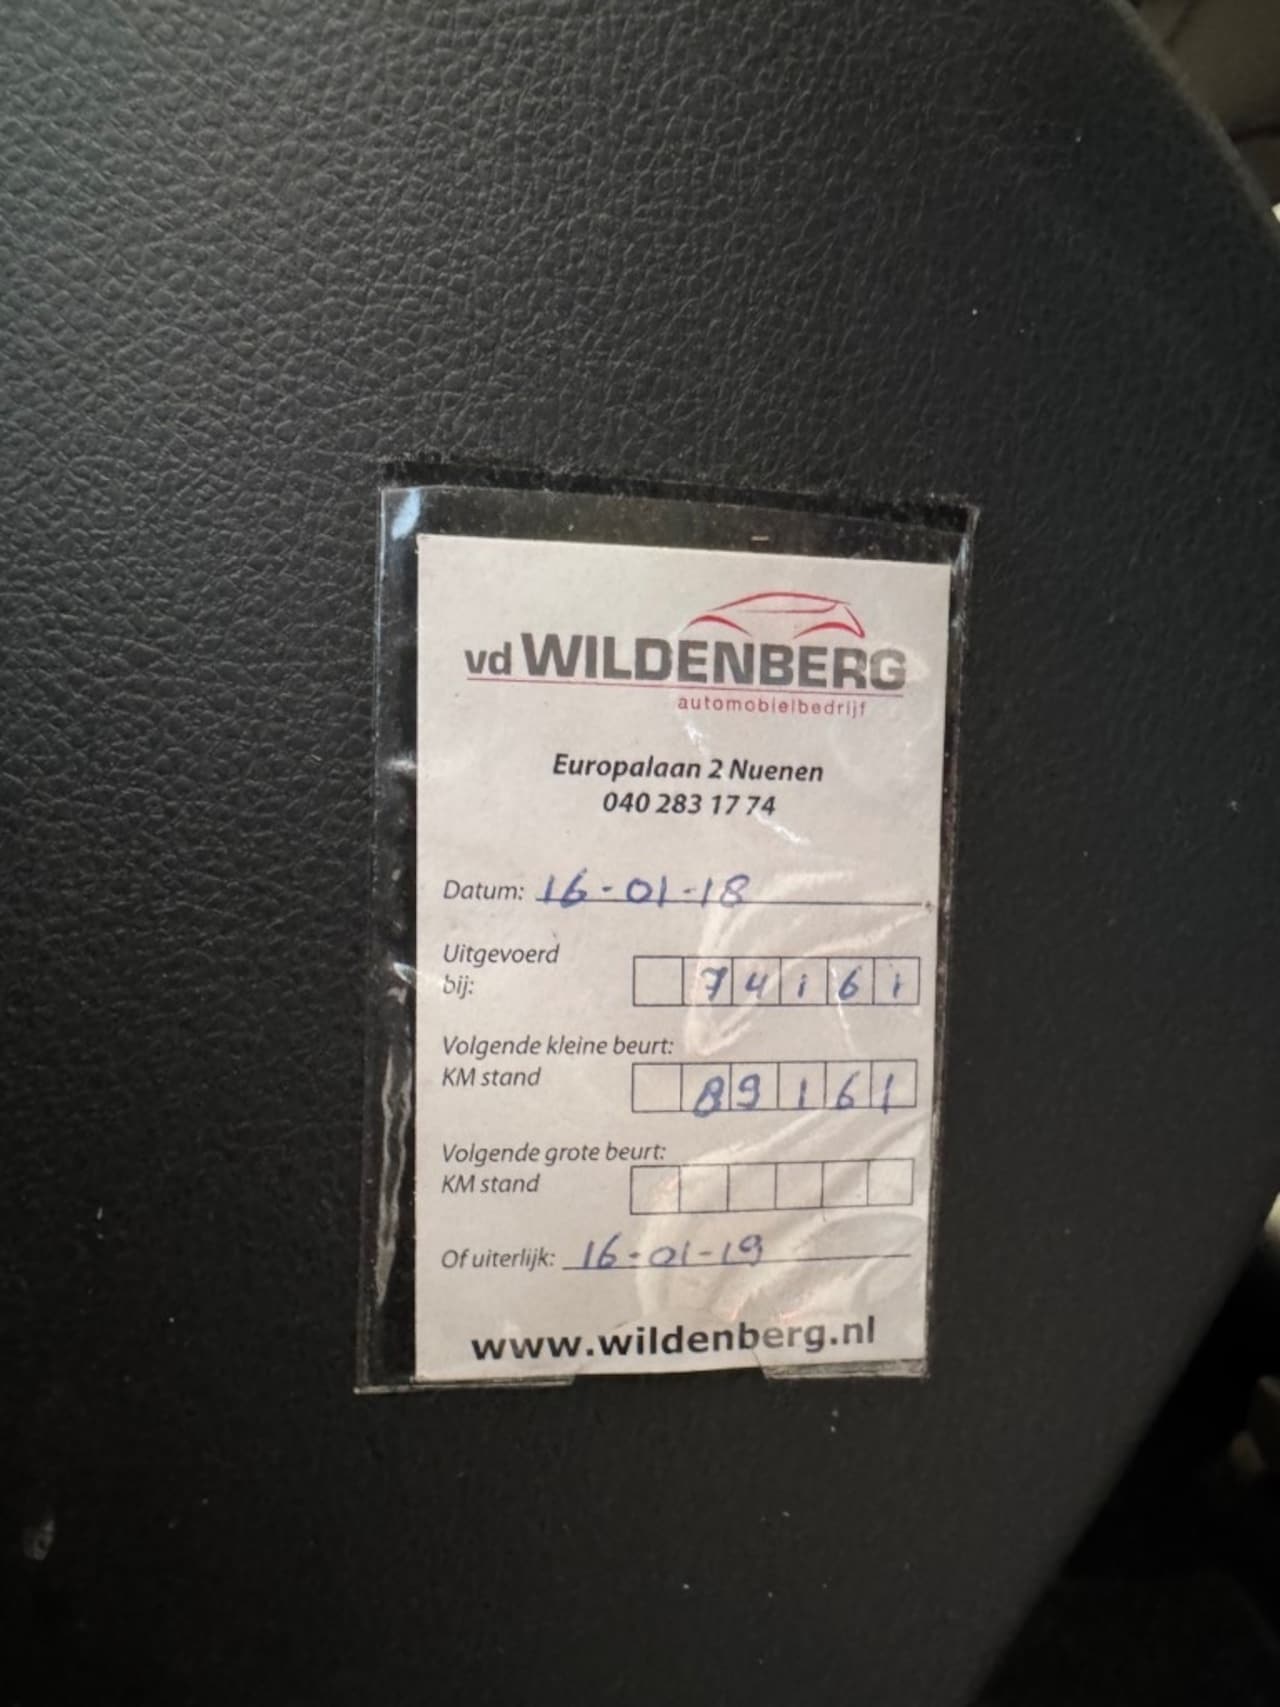 vd WILDENBERG
automobielbedrijf
Europalaan 2 Nuenen
040 283 17 74
Datum: 16-01-18
Uitgevoerd
bij: 74161
Volgende kleine beurt:
KM stand 89161
Volgende grote beurt:
KM stand
Of uiterlijk: 16-01-19
www.wildenberg.nl